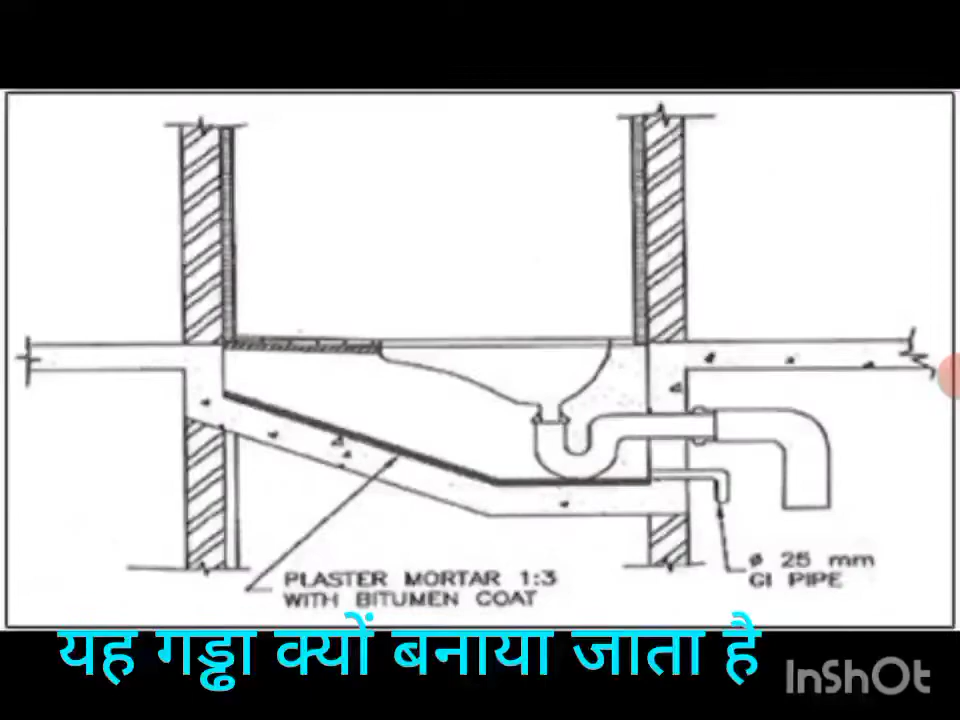 PLASTER MORTAR 1:3
WITH BITUMEN COAT
ø 25 mm
GI PIPE
यह गड्ढा क्यों बनाया जाता है
InShOt